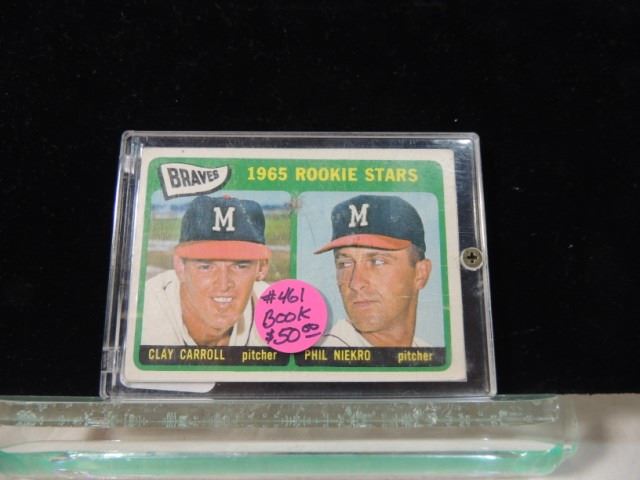 BRAVES
1965 ROOKIE STARS
M
M
#461
BOOK
$50.00
CLAY CARROLL pitcher
PHIL NIEKRO pitcher